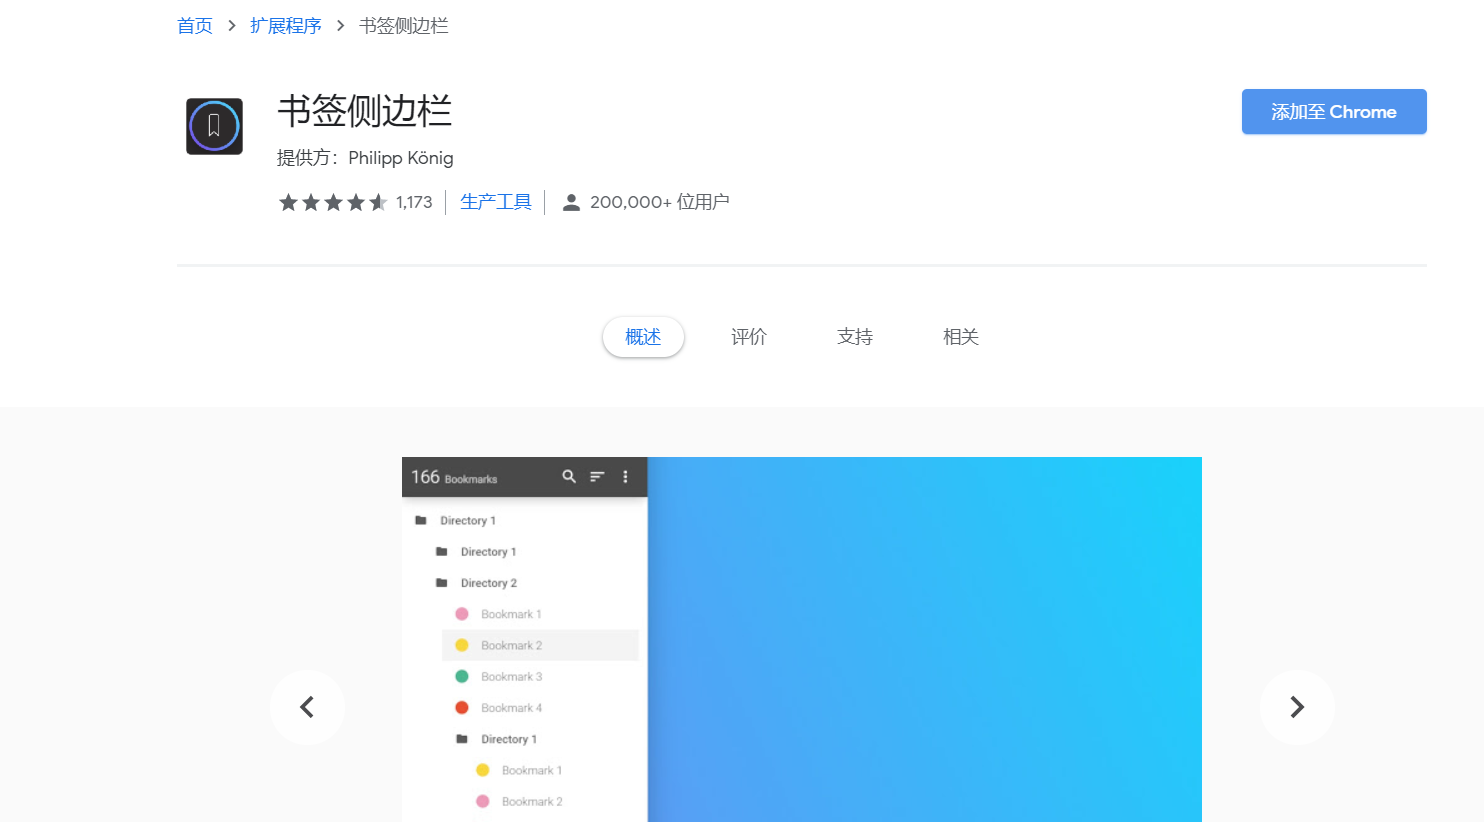 首页 > 扩展程序 > 书签侧边栏
书签侧边栏
添加至 Chrome
提供方： Philipp König
1,173
生产工具
200,000+ 位用户
概述
评价
支持
相关
166 Bookmarks
Directory 1
Directory 1
Directory 2
Bookmark 1
Bookmark 2
Bookmark 3
Bookmark 4
Directory 1
Bookmark 1
Bookmark 2